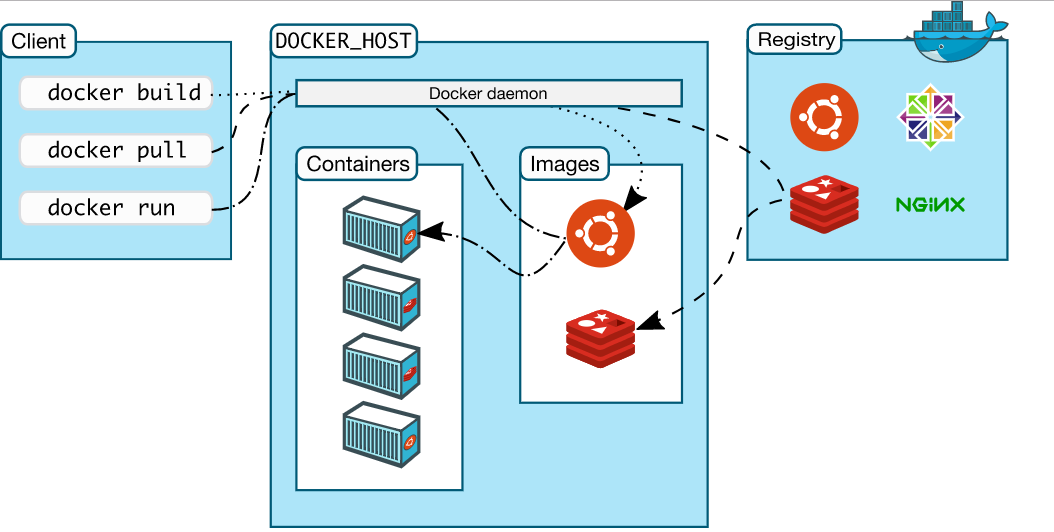 Client
docker build
docker pull
docker run
DOCKER_HOST
Docker daemon
Containers
Images
Registry
NGiNX